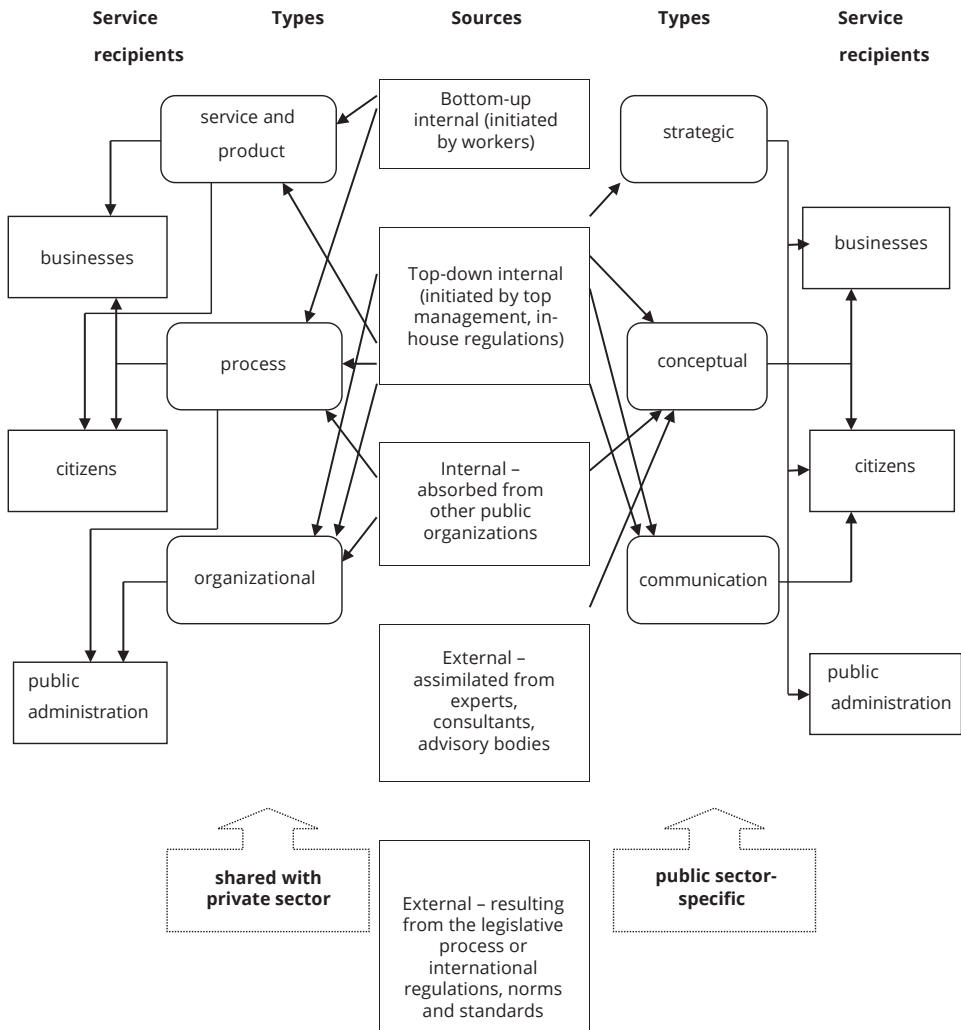 Service
recipients
Types
Sources
Types
Service
recipients
service and
product
businesses
process
citizens
organizational
public
administration
Bottom-up
internal (initiated
by workers)
Top-down internal
(initiated by top
management, in-
house regulations)
Internal –
absorbed from
other public
organizations
External –
assimilated from
experts,
consultants,
advisory bodies
External – resulting
from the legislative
process or
international
regulations, norms
and standards
strategic
businesses
conceptual
citizens
communication
public
administration
shared with
private sector
public sector-
specific